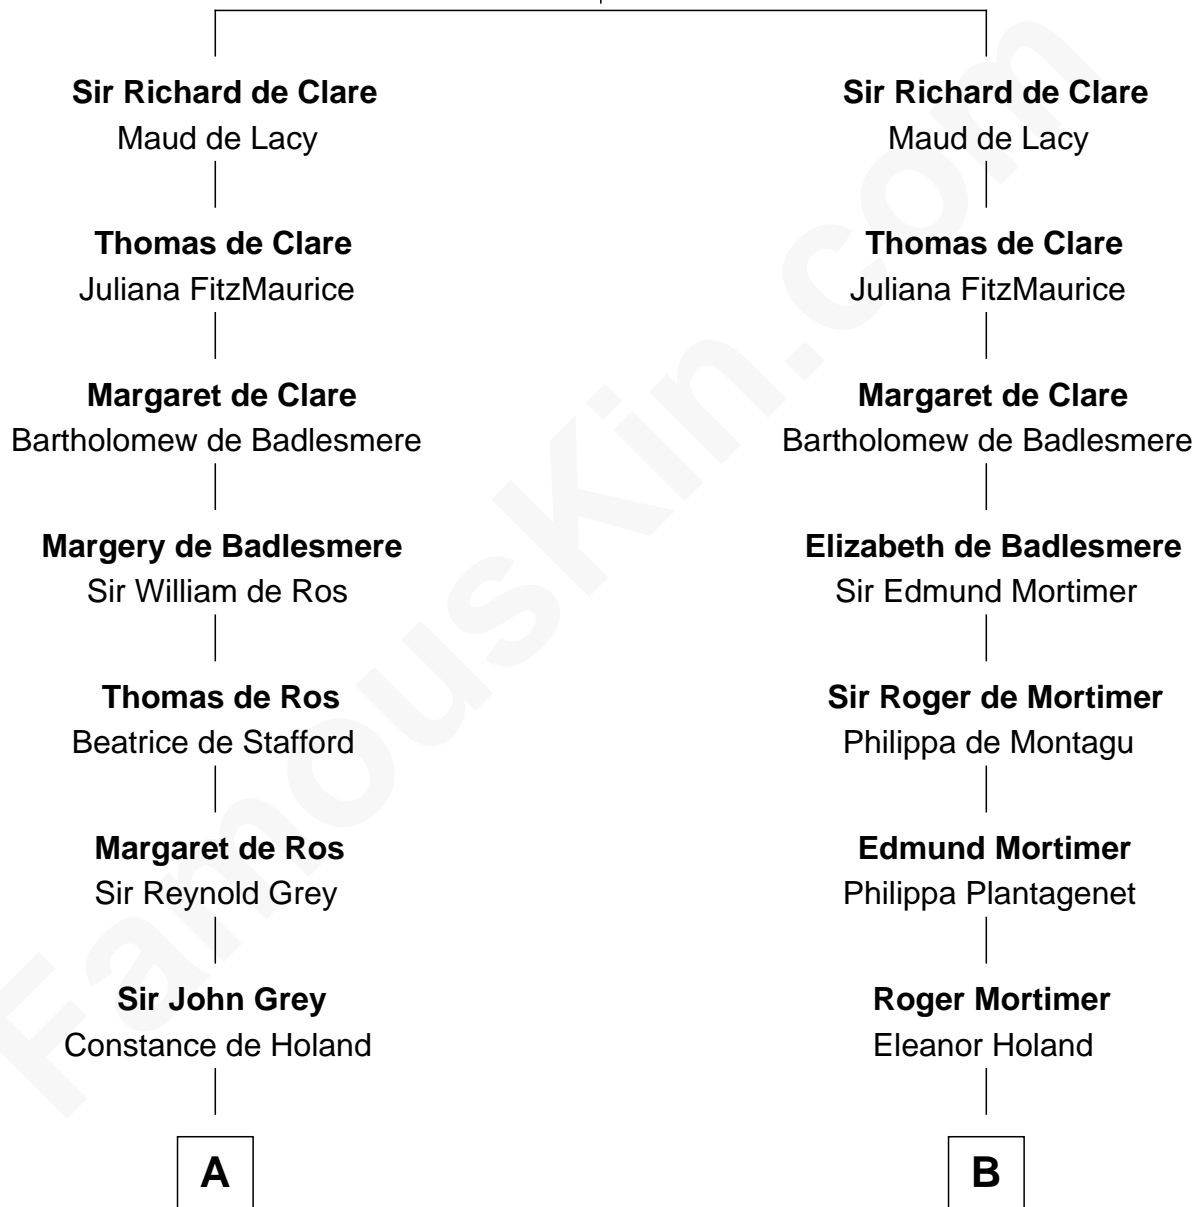 Sir Richard de Clare
Maud de Lacy
Thomas de Clare
Juliana FitzMaurice
Margaret de Clare
Bartholomew de Badlesmere
Margery de Badlesmere
Sir William de Ros
Thomas de Ros
Beatrice de Stafford
Margaret de Ros
Sir Reynold Grey
Sir John Grey
Constance de Holand
A
Sir Richard de Clare
Maud de Lacy
Thomas de Clare
Juliana FitzMaurice
Margaret de Clare
Bartholomew de Badlesmere
Elizabeth de Badlesmere
Sir Edmund Mortimer
Sir Roger de Mortimer
Philippa de Montagu
Edmund Mortimer
Philippa Plantagenet
Roger Mortimer
Eleanor Holand
B
FamousKin.com